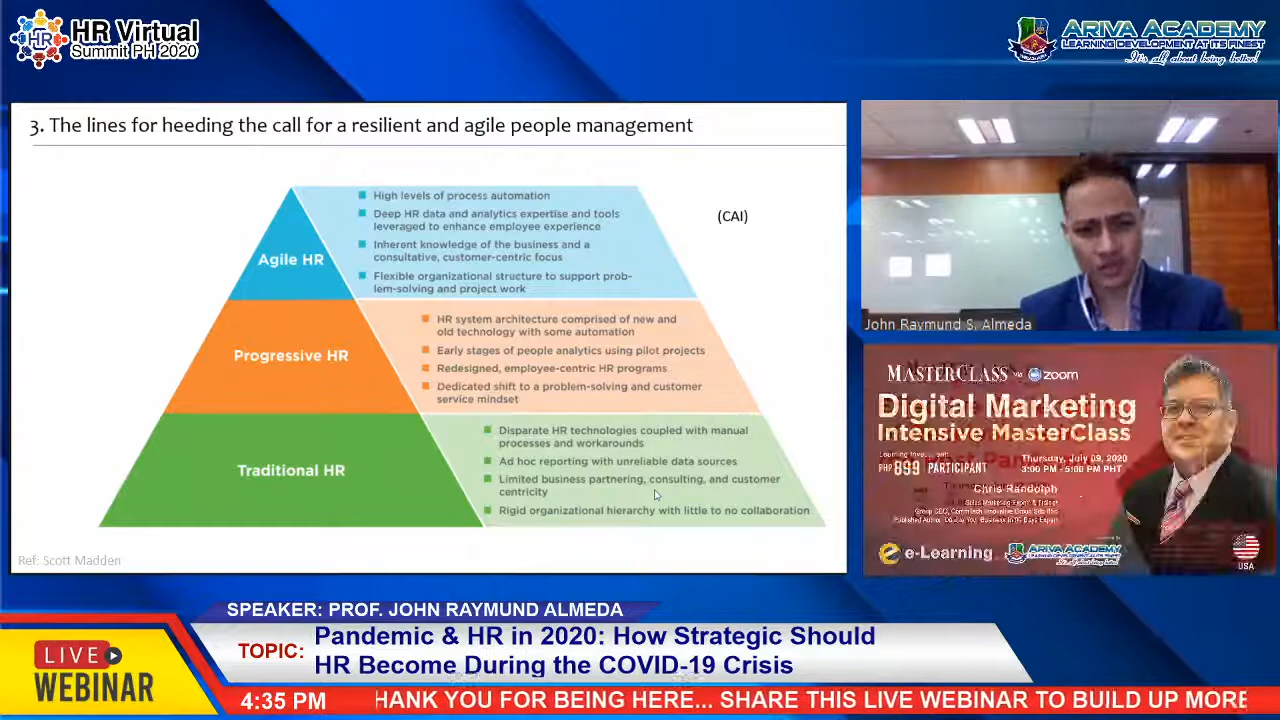 HR Virtual
Summit PH 2020
HR
ARIVA ACADEMY
LEARNING DEVELOPMENT AT ITS FINEST
It's all about being better!
3. The lines for heeding the call for a resilient and agile people management
Agile HR
High levels of process automation
Deep HR data and analytics expertise and tools
leveraged to enhance employee experience
Inherent knowledge of the business and a
consultative, customer-centric focus
Flexible organizational structure to support prob-
lem-solving and project work
(CAI)
Progressive HR
HR system architecture comprised of new and
old technology with some automation
Early stages of people analytics using pilot projects
Redesigned, employee-centric HR programs
Dedicated shift to a problem-solving and customer
service mindset
Traditional HR
Disparate HR technologies coupled with manual
processes and workarounds
Ad hoc reporting with unreliable data sources
Limited business partnering, consulting, and customer
centricity
Rigid organizational hierarchy with little to no collaboration
Ref: Scott Madden
John Raymund S. Almeda
MASTERCLASS via zoom
Digital Marketing
Intensive MasterClass
PHP 899 PARTICIPANT
Thursday, July 09, 2020
3:00 PM - 5:00 PM PHT
Chris Randolph
e-Learning
ARIVA ACADEMY
USA
SPEAKER: PROF. JOHN RAYMUND ALMEDA
LIVE
WEBINAR
TOPIC:
Pandemic & HR in 2020: How Strategic Should
HR Become During the COVID-19 Crisis
4:35 PM
HANK YOU FOR BEING HERE... SHARE THIS LIVE WEBINAR TO BUILD UP MORE